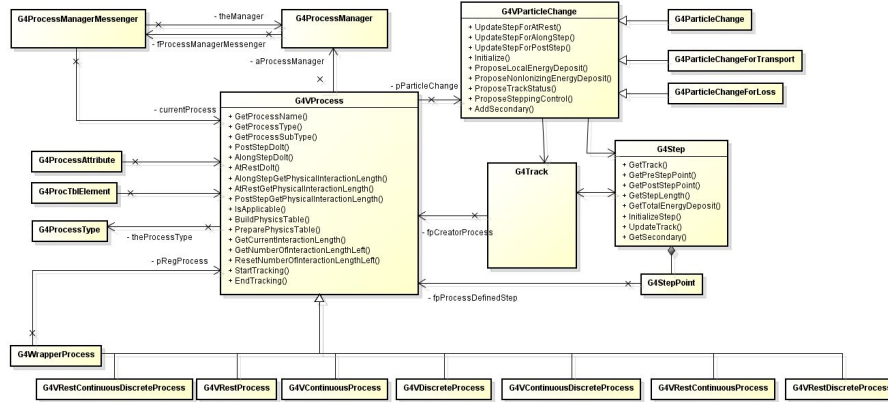 G4ProcessManagerMessenger
- theManager
- fProcessManagerMessenger
G4ProcessManager
- aProcessManager
- currentProcess
G4VParticleChange
+ UpdateStepForAtRest()
+ UpdateStepForAlongStep()
+ UpdateStepForPostStep()
+ Initialize()
+ ProposeLocalEnergyDeposit()
+ ProposeNonIonizingEnergyDeposit()
+ ProposeTrackStatus()
+ ProposeSteppingControl()
+ AddSecondary()
G4ParticleChange
G4ParticleChangeForTransport
G4ParticleChangeForLoss
- pParticleChange
G4VProcess
+ GetProcessName()
+ GetProcessType()
+ GetProcessSubType()
+ PostStepDoIt()
+ AlongStepDoIt()
+ AtRestDoIt()
+ AlongStepGetPhysicalInteractionLength()
+ AtRestGetPhysicalInteractionLength()
+ PostStepGetPhysicalInteractionLength()
+ IsApplicable()
+ BuildPhysicsTable()
+ PreparePhysicsTable()
+ GetCurrentInteractionLength()
+ GetNumberOfInteractionLengthLeft()
+ ResetNumberOfInteractionLengthLeft()
+ StartTracking()
+ EndTracking()
G4ProcessAttribute
G4ProcTblElement
G4ProcessType
- theProcessType
- pRegProcess
G4Track
- fpCreatorProcess
G4Step
+ GetTrack()
+ GetPreStepPoint()
+ GetPostStepPoint()
+ GetStepLength()
+ GetTotalEnergyDeposit()
+ InitializeStep()
+ UpdateTrack()
+ GetSecondary()
G4StepPoint
- fpProcessDefinedStep
G4WrapperProcess
G4VRestContinuousDiscreteProcess
G4VRestProcess
G4VContinuousProcess
G4VDiscreteProcess
G4VContinuousDiscreteProcess
G4VRestContinuousProcess
G4VRestDiscreteProcess